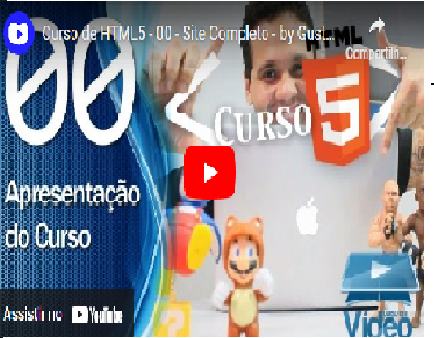 Curso de HTML5 - 00 - Site Completo - by Gust...
Compartilh...
HTML
00
CURSO
5
Apresentação
do Curso
Assistir no YouTube
Vídeo